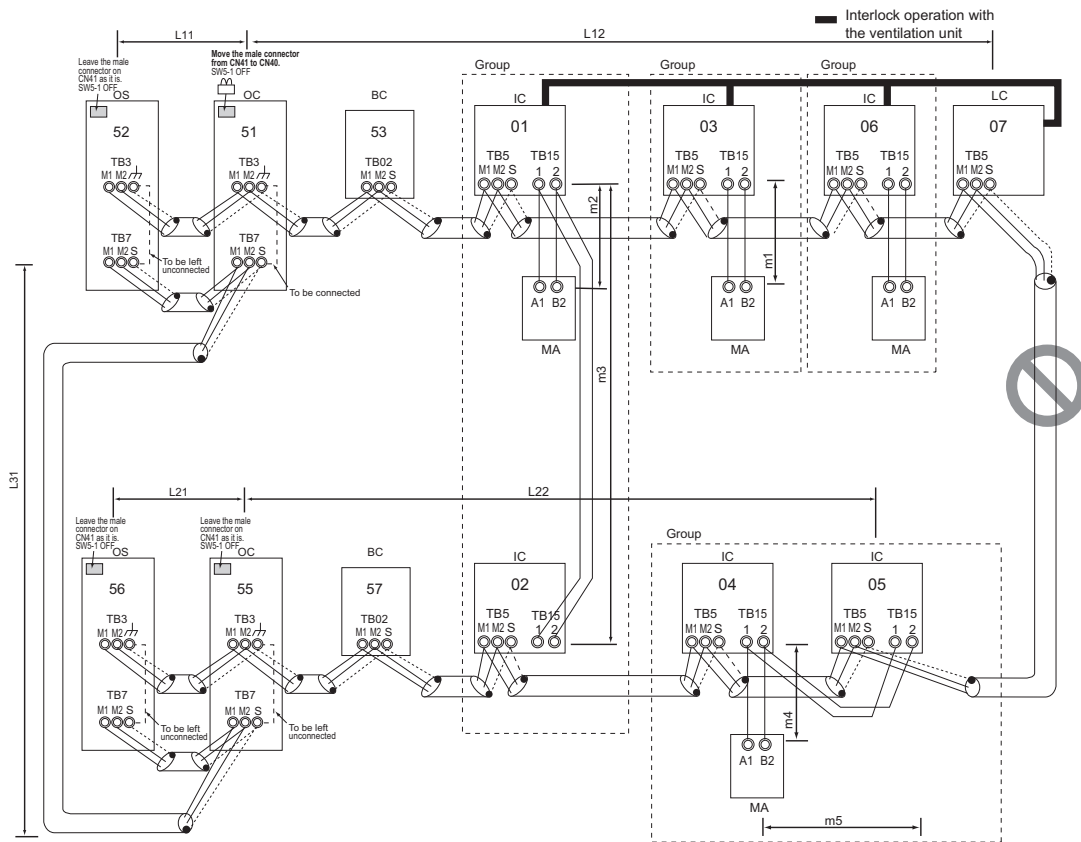 Interlock operation with
the ventilation unit
L11
L12
Leave the male
connector on
CN41 as it is.
SW5-1 OFF
Move the male connector
from CN41 to CN40.
SW5-1 OFF
Group
Group
Group
OS
OC
BC
IC
IC
IC
LC
52
51
53
01
03
06
07
TB3
TB3
TB02
TB5
TB15
TB5
TB15
TB5
TB15
TB5
M1 M2
M1 M2
M1 M2 S
M1 M2 S
1 2
M1 M2 S
1 2
M1 M2 S
1 2
M1 M2 S
m2
m1
TB7
TB7
M1 M2 S
M1 M2 S
To be left
unconnected
To be connected
A1 B2
A1 B2
A1 B2
MA
MA
MA
m3
L31
L21
L22
Leave the male
connector on
CN41 as it is.
SW5-1 OFF
Leave the male
connector on
CN41 as it is.
SW5-1 OFF
Group
OS
OC
BC
IC
IC
IC
56
55
57
02
04
05
TB3
TB3
TB02
TB5
TB15
TB5
TB15
TB5
TB15
M1 M2
M1 M2
M1 M2 S
M1 M2 S
1 2
M1 M2 S
1 2
M1 M2 S
1 2
TB7
TB7
M1 M2 S
M1 M2 S
To be left
unconnected
To be left
unconnected
m4
A1 B2
MA
m5